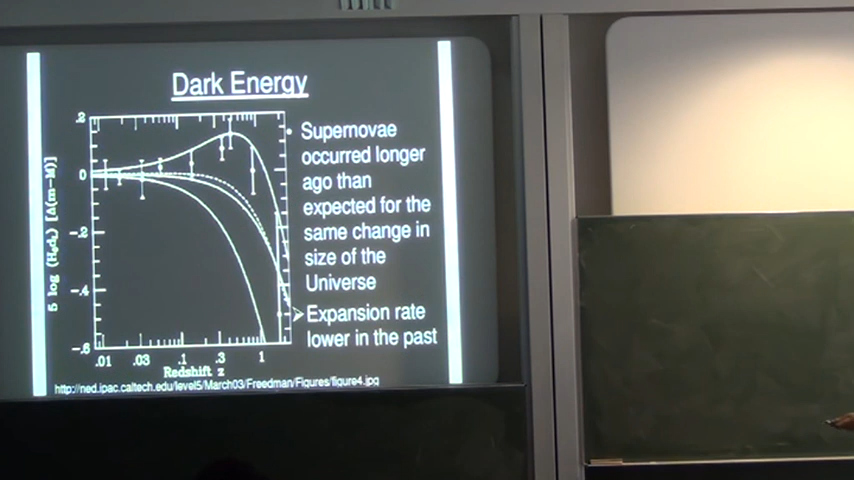 Dark Energy
.2
0
-.2
-.4
-.6
5 log (H₀dL) [Δ(m-M)]
.01 .03 .1 .3 1
Redshift z
Supernovae
occurred longer
ago than
expected for the
same change in
size of the
Universe
Expansion rate
lower in the past
http://ned.ipac.caltech.edu/level5/March03/Freedman/Figures/figure4.jpg